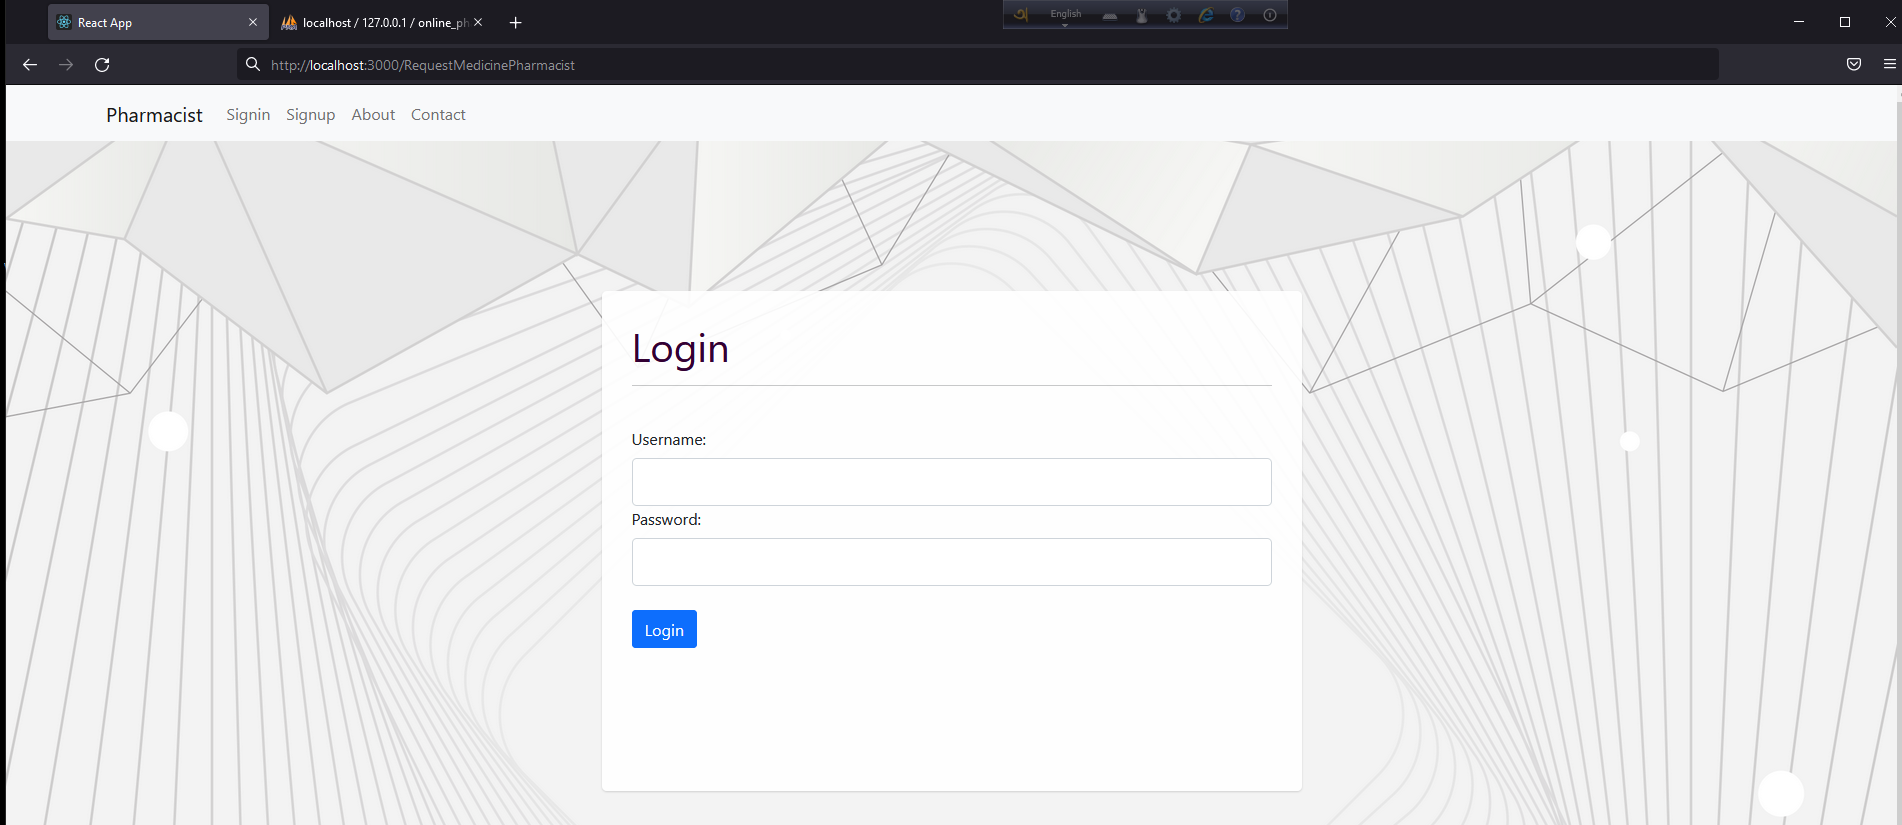 React App
localhost / 127.0.0.1 / online_ph
অ English
http://localhost:3000/RequestMedicinePharmacist
Pharmacist Signin Signup About Contact
Login
Username:
Password:
Login